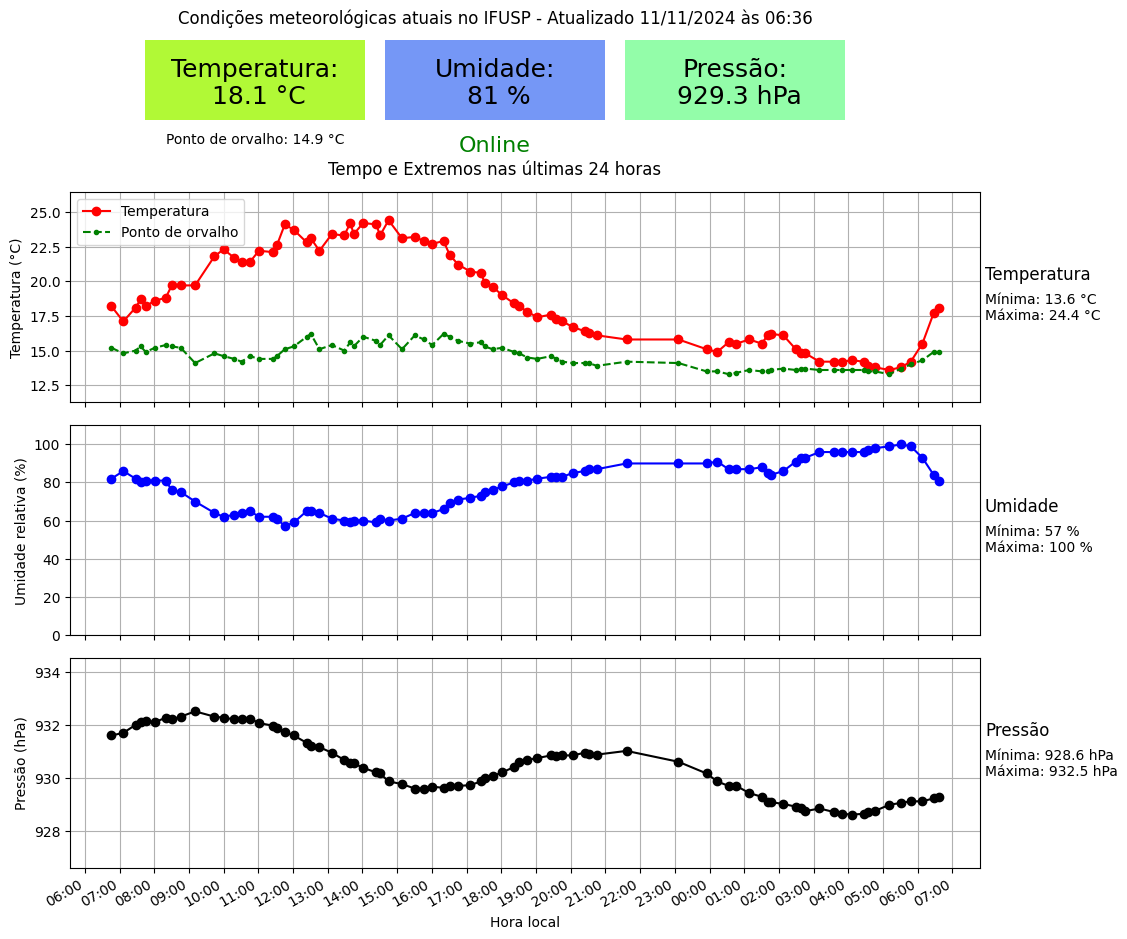 Condições meteorológicas atuais no IFUSP - Atualizado 11/11/2024 às 06:36
Temperatura:
18.1 °C
Umidade:
81 %
Pressão:
929.3 hPa
Ponto de orvalho: 14.9 °C
Online
Tempo e Extremos nas últimas 24 horas
Temperatura (°C)
25.0
22.5
20.0
17.5
15.0
12.5
Temperatura
Ponto de orvalho
Temperatura
Mínima: 13.6 °C
Máxima: 24.4 °C
Umidade relativa (%)
100
80
60
40
20
0
Umidade
Mínima: 57 %
Máxima: 100 %
Pressão (hPa)
934
932
930
928
Pressão
Mínima: 928.6 hPa
Máxima: 932.5 hPa
06:00
07:00
08:00
09:00
10:00
11:00
12:00
13:00
14:00
15:00
16:00
17:00
18:00
19:00
20:00
21:00
22:00
23:00
00:00
01:00
02:00
03:00
04:00
05:00
06:00
07:00
Hora local